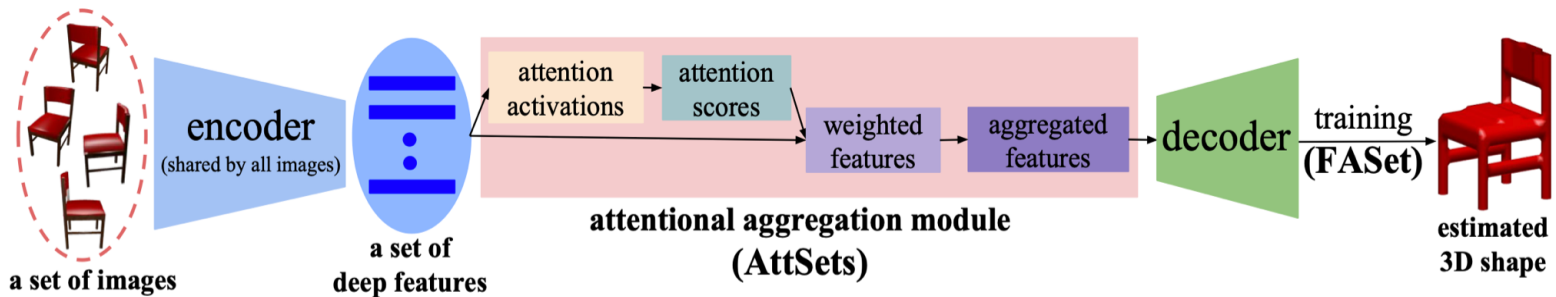 a set of images
encoder
(shared by all images)
a set of
deep features
attention
activations
attention
scores
weighted
features
aggregated
features
attentional aggregation module
(AttSets)
decoder
training
(FASet)
estimated
3D shape